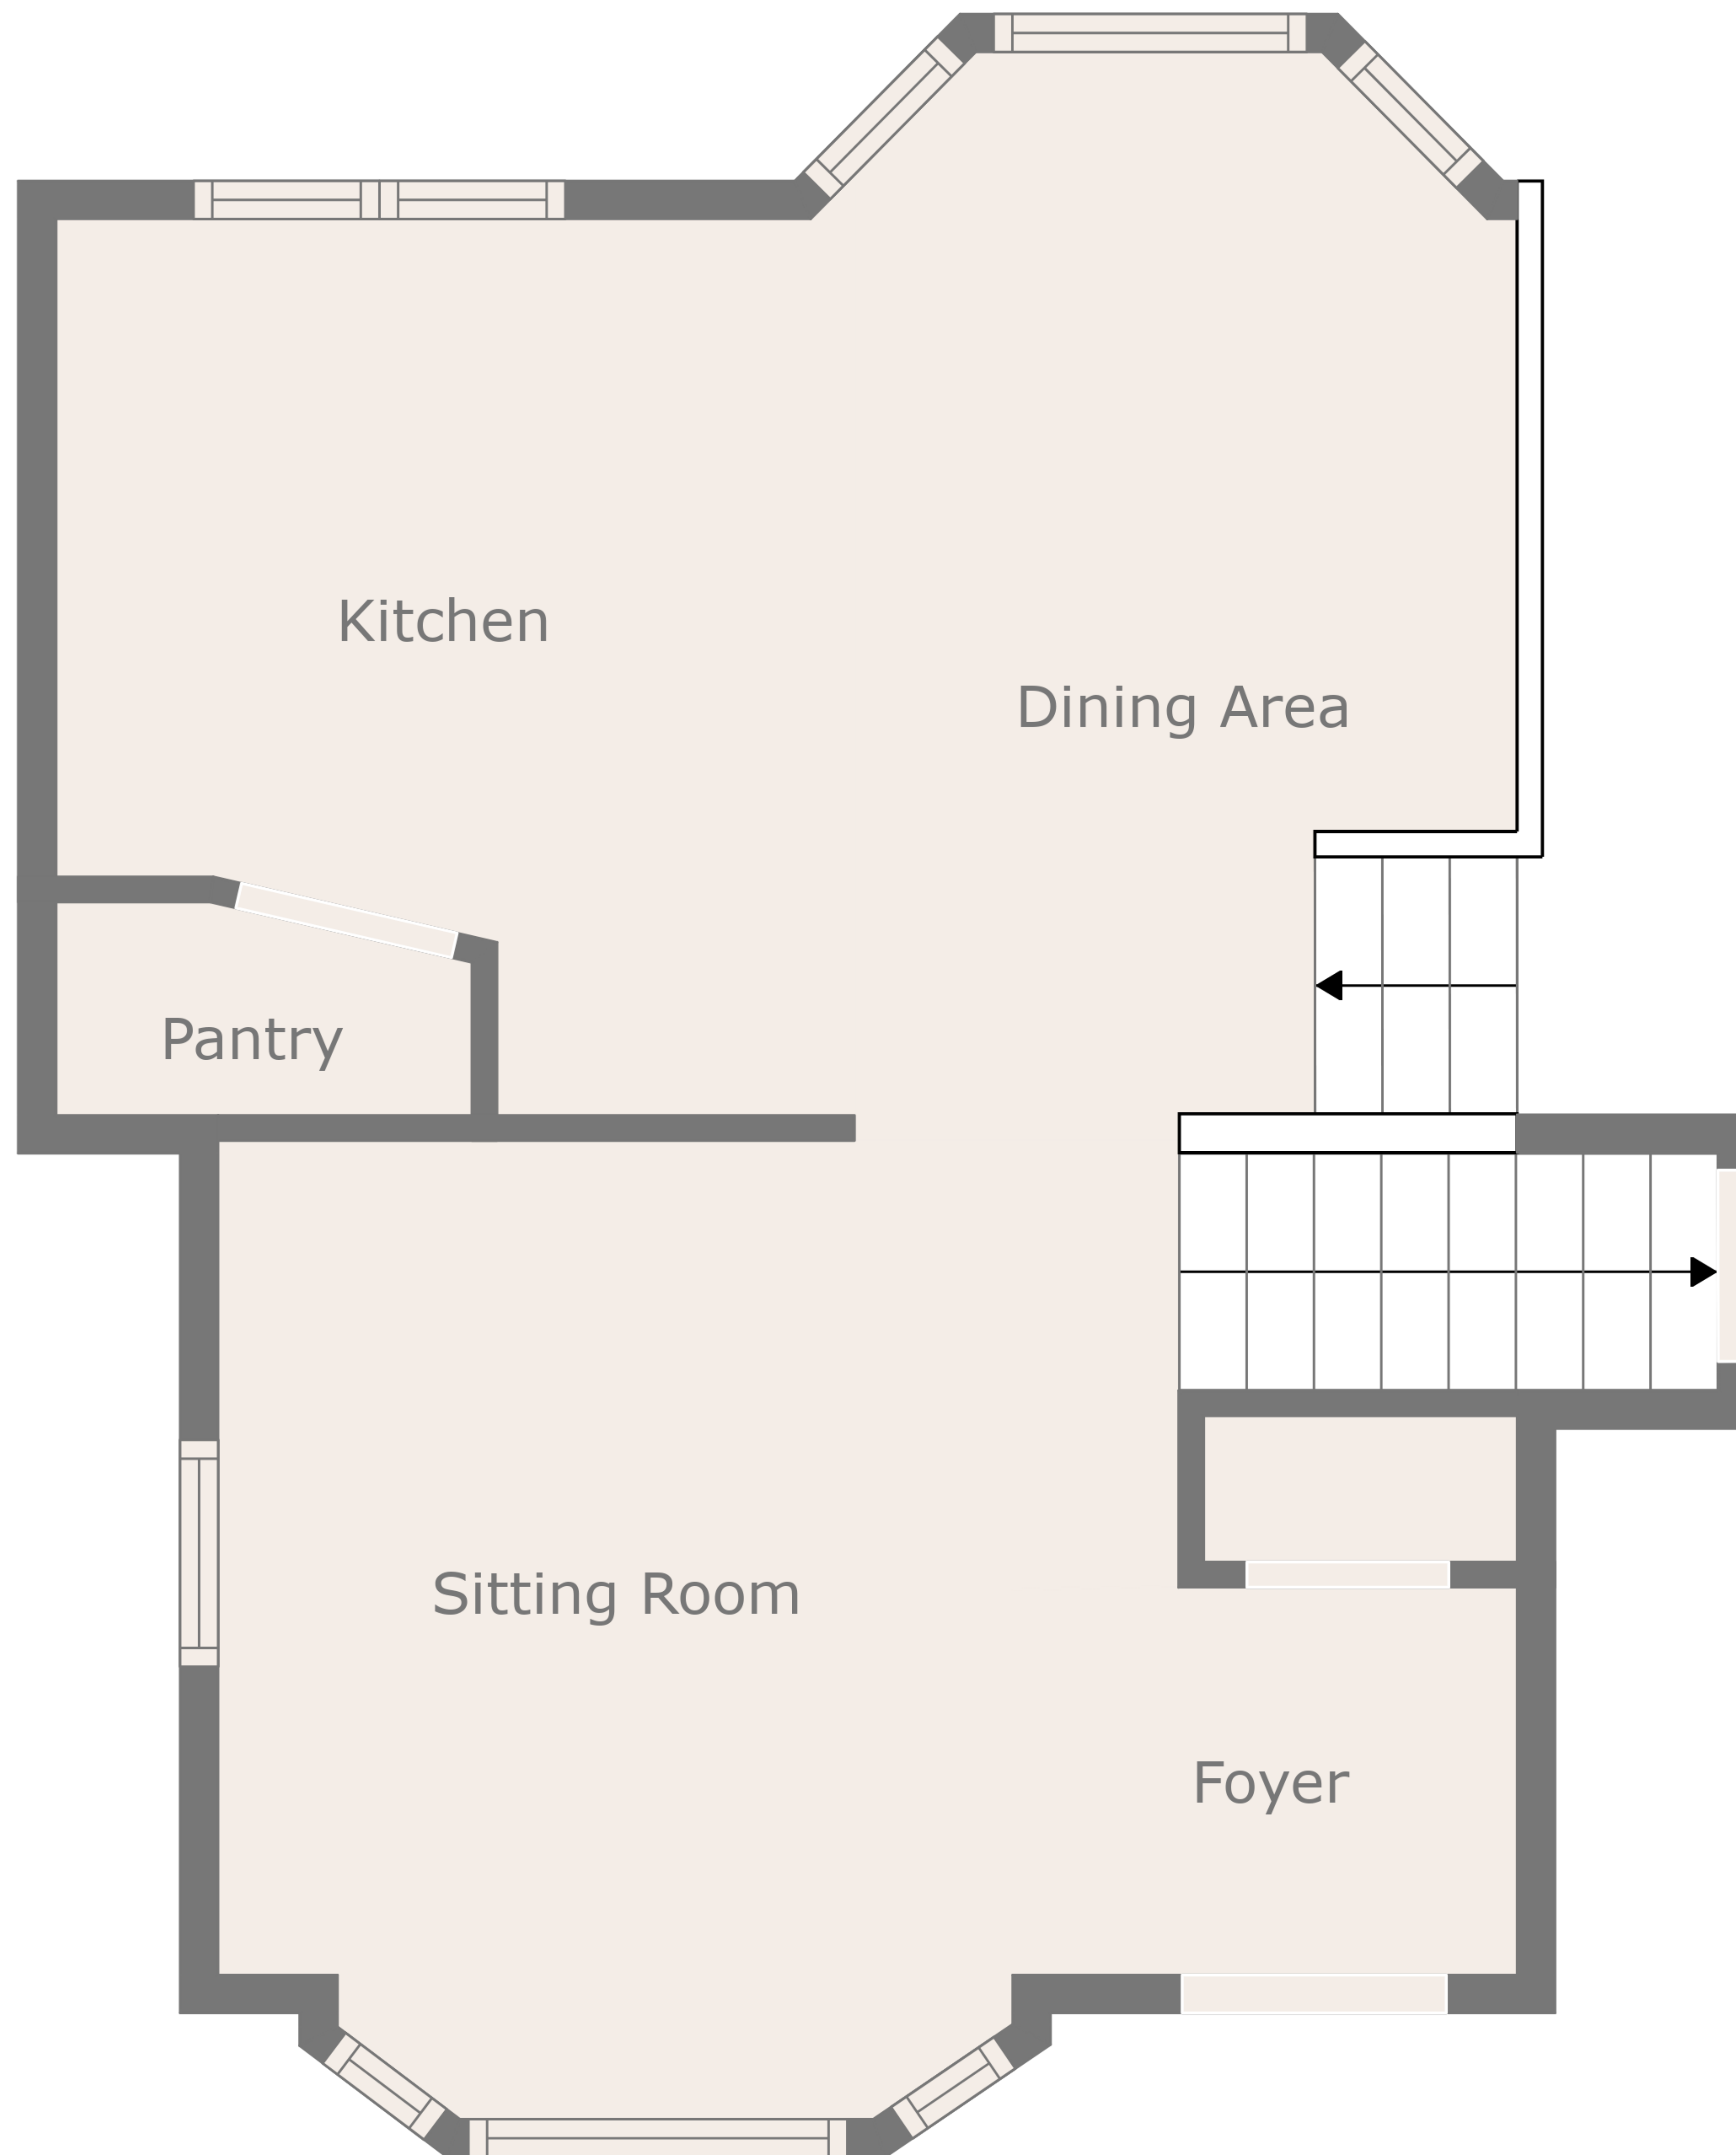 Kitchen
Dining Area
Pantry
Sitting Room
Foyer